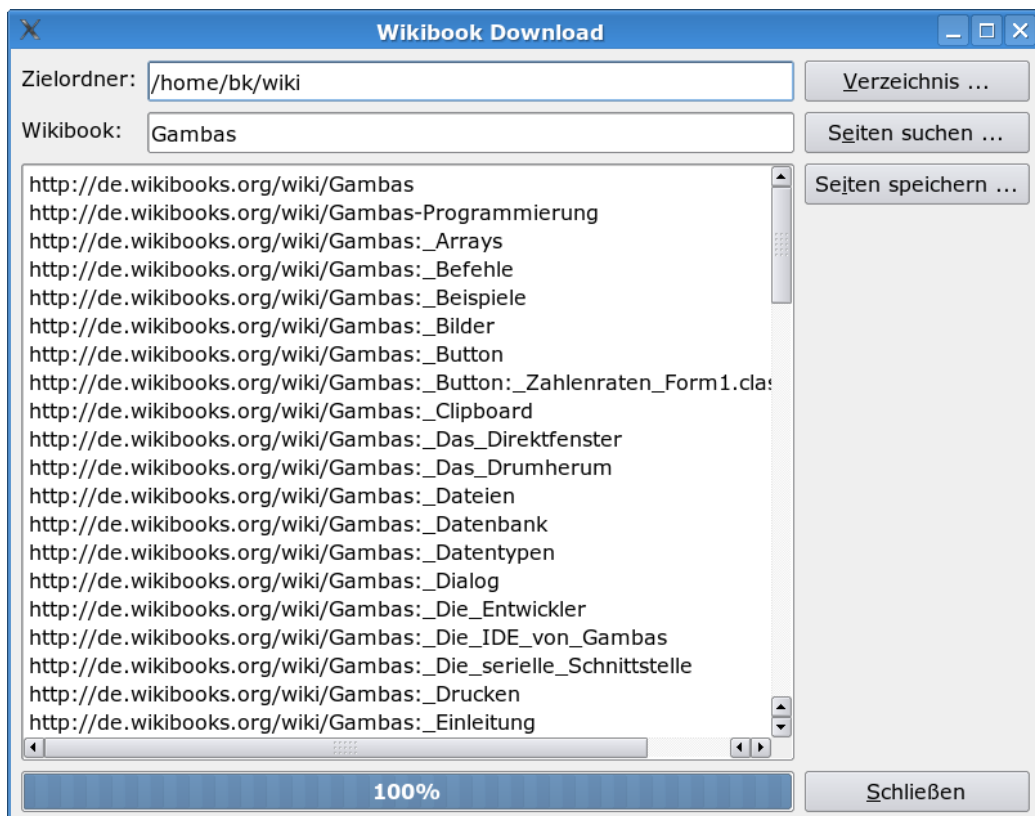 Wikibook Download
Zielordner: /home/bk/wiki Verzeichnis ...
Wikibook: Gambas Seiten suchen ...
Seiten speichern ...
http://de.wikibooks.org/wiki/Gambas
http://de.wikibooks.org/wiki/Gambas-Programmierung
http://de.wikibooks.org/wiki/Gambas:_Arrays
http://de.wikibooks.org/wiki/Gambas:_Befehle
http://de.wikibooks.org/wiki/Gambas:_Beispiele
http://de.wikibooks.org/wiki/Gambas:_Bilder
http://de.wikibooks.org/wiki/Gambas:_Button
http://de.wikibooks.org/wiki/Gambas:_Button:_Zahlenraten_Form1.clas
http://de.wikibooks.org/wiki/Gambas:_Clipboard
http://de.wikibooks.org/wiki/Gambas:_Das_Direktfenster
http://de.wikibooks.org/wiki/Gambas:_Das_Drumherum
http://de.wikibooks.org/wiki/Gambas:_Dateien
http://de.wikibooks.org/wiki/Gambas:_Datenbank
http://de.wikibooks.org/wiki/Gambas:_Datentypen
http://de.wikibooks.org/wiki/Gambas:_Dialog
http://de.wikibooks.org/wiki/Gambas:_Die_Entwickler
http://de.wikibooks.org/wiki/Gambas:_Die_IDE_von_Gambas
http://de.wikibooks.org/wiki/Gambas:_Die_serielle_Schnittstelle
http://de.wikibooks.org/wiki/Gambas:_Drucken
http://de.wikibooks.org/wiki/Gambas:_Einleitung
100% Schließen